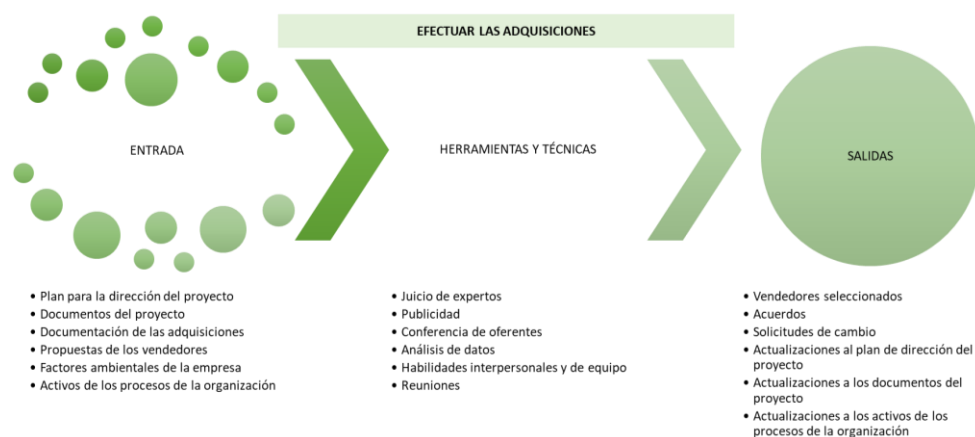 EFECTUAR LAS ADQUISICIONES
ENTRADA
HERRAMIENTAS Y TÉCNICAS
SALIDAS
• Plan para la dirección del proyecto
• Documentos del proyecto
• Documentación de las adquisiciones
• Propuestas de los vendedores
• Factores ambientales de la empresa
• Activos de los procesos de la organización
• Juicio de expertos
• Publicidad
• Conferencia de oferentes
• Análisis de datos
• Habilidades interpersonales y de equipo
• Reuniones
• Vendedores seleccionados
• Acuerdos
• Solicitudes de cambio
• Actualizaciones al plan de dirección del
proyecto
• Actualizaciones a los documentos del
proyecto
• Actualizaciones a los activos de los
procesos de la organización